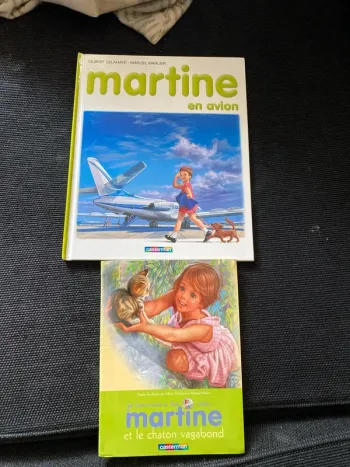 GILBERT DELAHAYE - MARCEL MARLIER
martine
en avion
casterman
martine
et le chaton vagabond
casterman